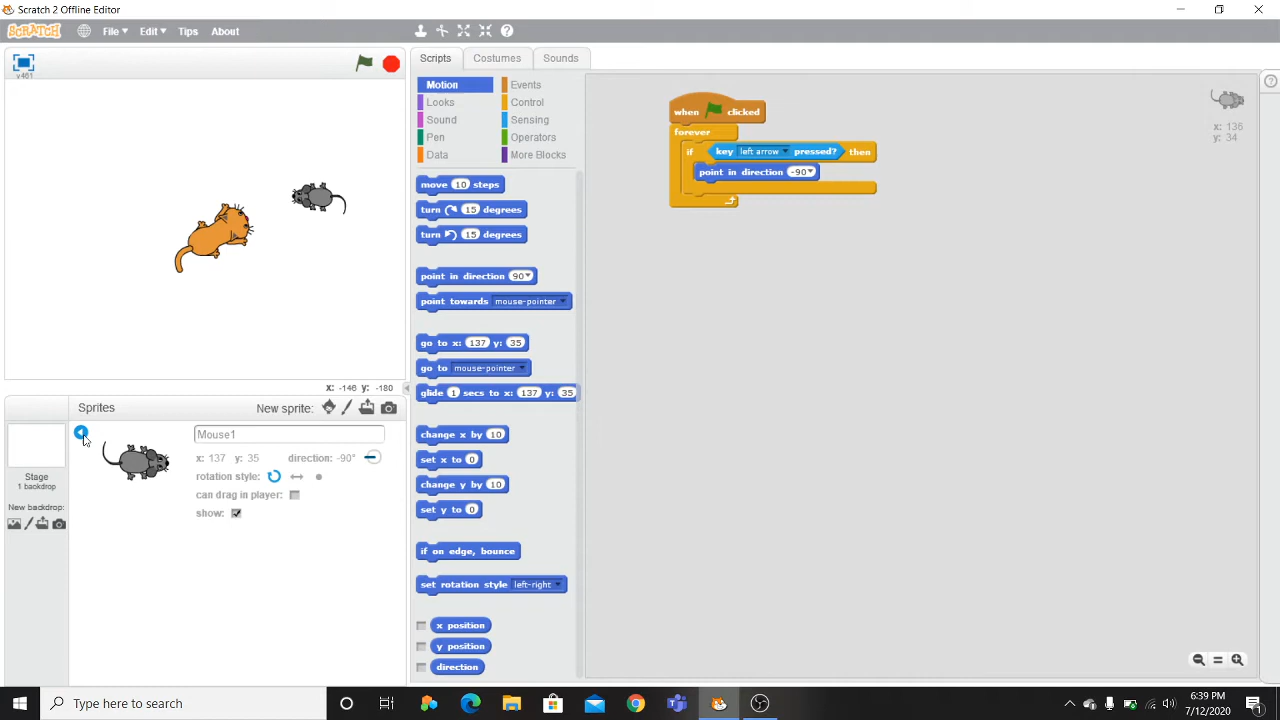 Scratch 2 Offline Editor
SCRATCH File Edit Tips About
v461
Scripts Costumes Sounds
Motion Events
Looks Control
Sound Sensing
Pen Operators
Data More Blocks
move 10 steps
turn 15 degrees
turn 15 degrees
point in direction 90
point towards mouse-pointer
go to x: 137 y: 35
go to mouse-pointer
glide 1 secs to x: 137 y: 35
change x by 10
set x to 0
change y by 10
set y to 0
if on edge, bounce
set rotation style left-right
x position
y position
direction
when clicked
forever
if key left arrow pressed? then
point in direction -90
x: 136
y: 34
x: -146 y: -180
Sprites New sprite:
Stage
1 backdrop
New backdrop:
Mouse1
x: 137 y: 35 direction: -90°
rotation style:
can drag in player:
show:
Type here to search
6:39 PM
7/12/2020